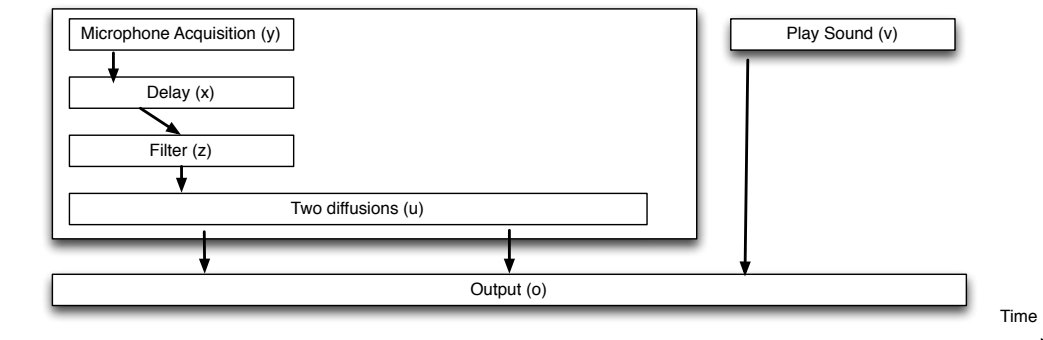 Microphone Acquisition (y)
Play Sound (v)
Delay (x)
Filter (z)
Two diffusions (u)
Output (o)
Time